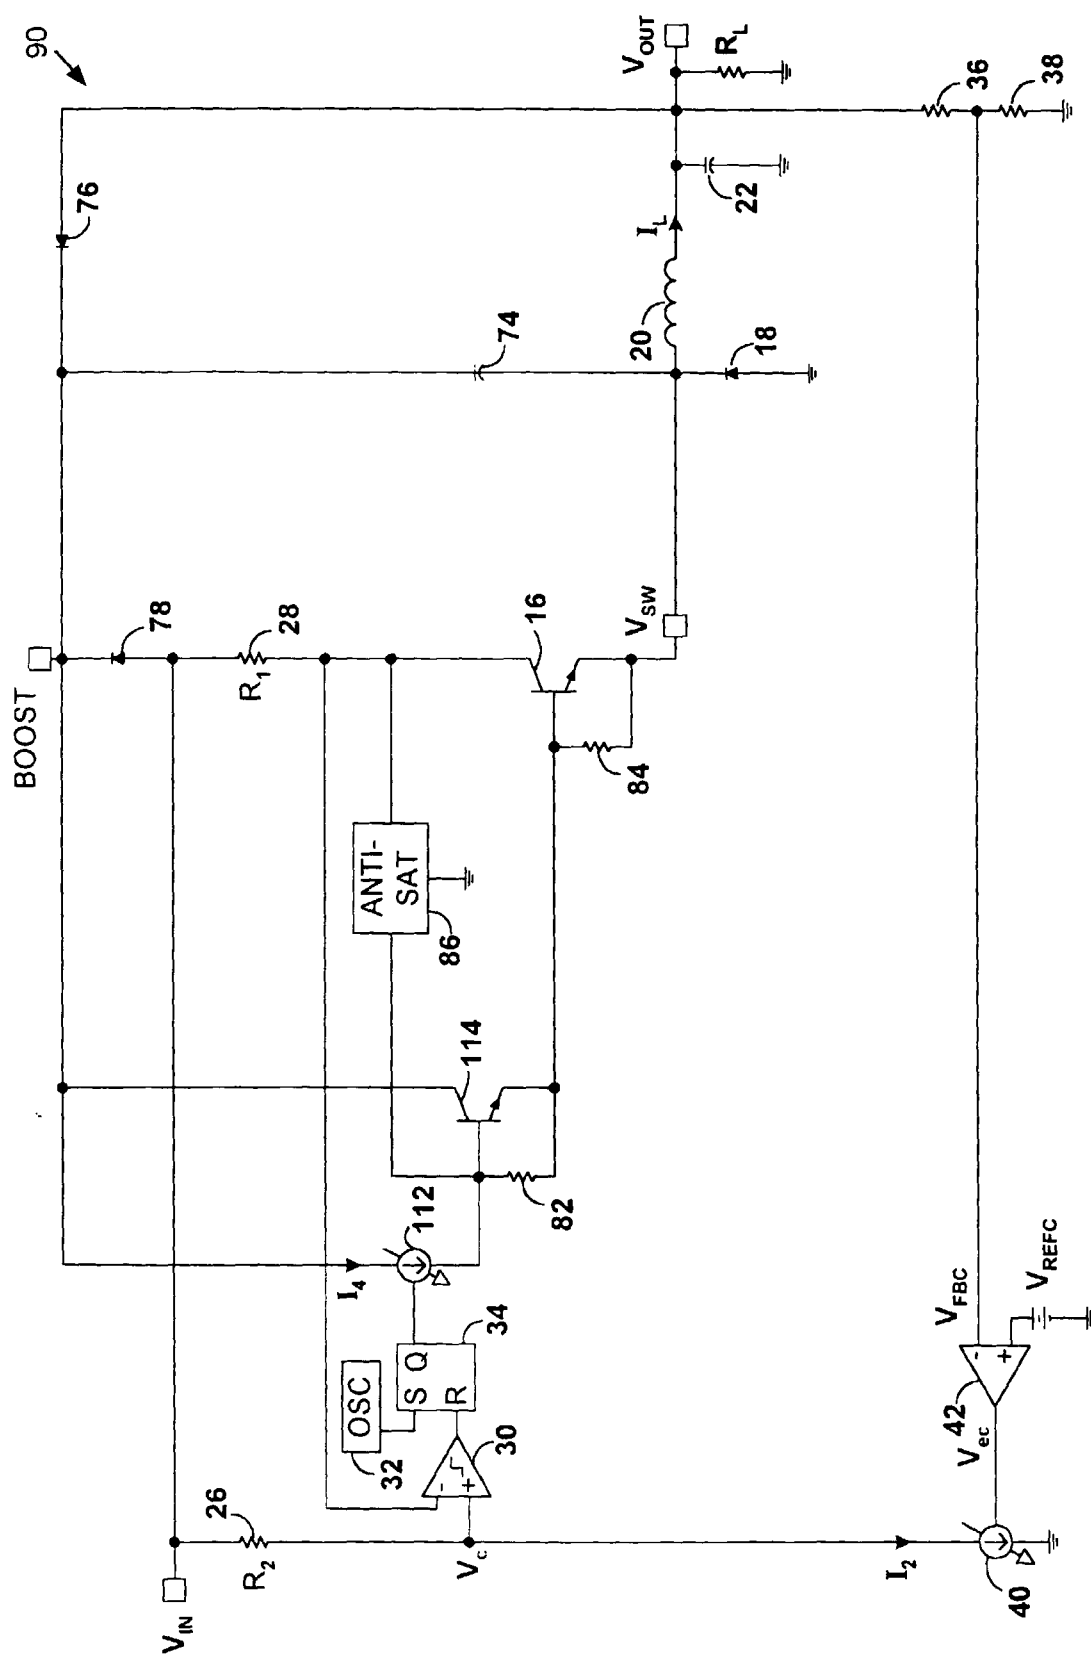 90
BOOST
76
78
R1
28
74
VIN
26
R2
Vc
OSC
32
S Q
R
34
30
I4
112
114
82
ANTI-
SAT
86
16
84
VSW
20
IL
18
22
VOUT
RL
36
38
I2
40
Vec
42
-
+
-
+
VFBC
VREFC